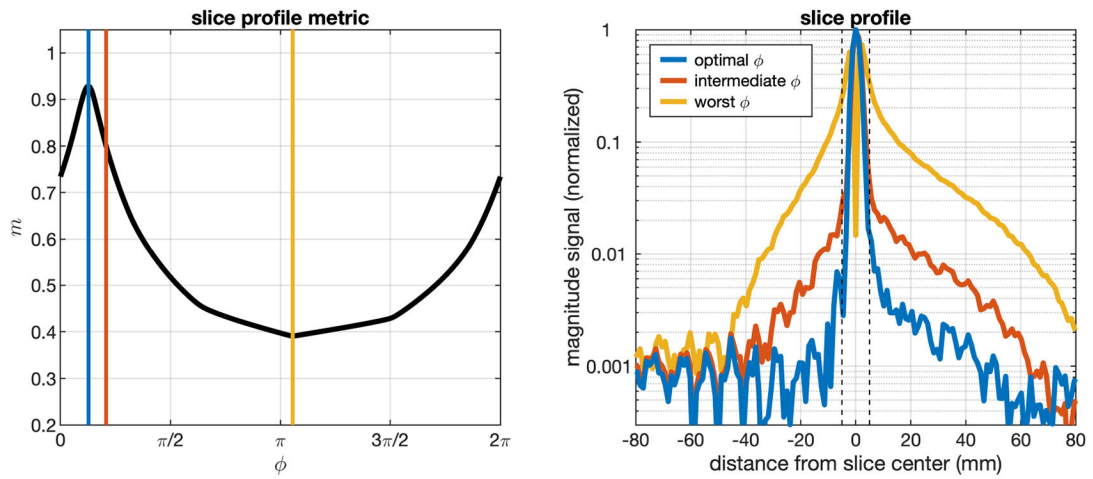 slice profile metric
1
0.9
0.8
0.7
0.6
0.5
0.4
0.3
0.2
m
0 π/2 π 3π/2 2π
ϕ
slice profile
optimal ϕ
intermediate ϕ
worst ϕ
1
0.1
0.01
0.001
magnitude signal (normalized)
-80 -60 -40 -20 0 20 40 60 80
distance from slice center (mm)